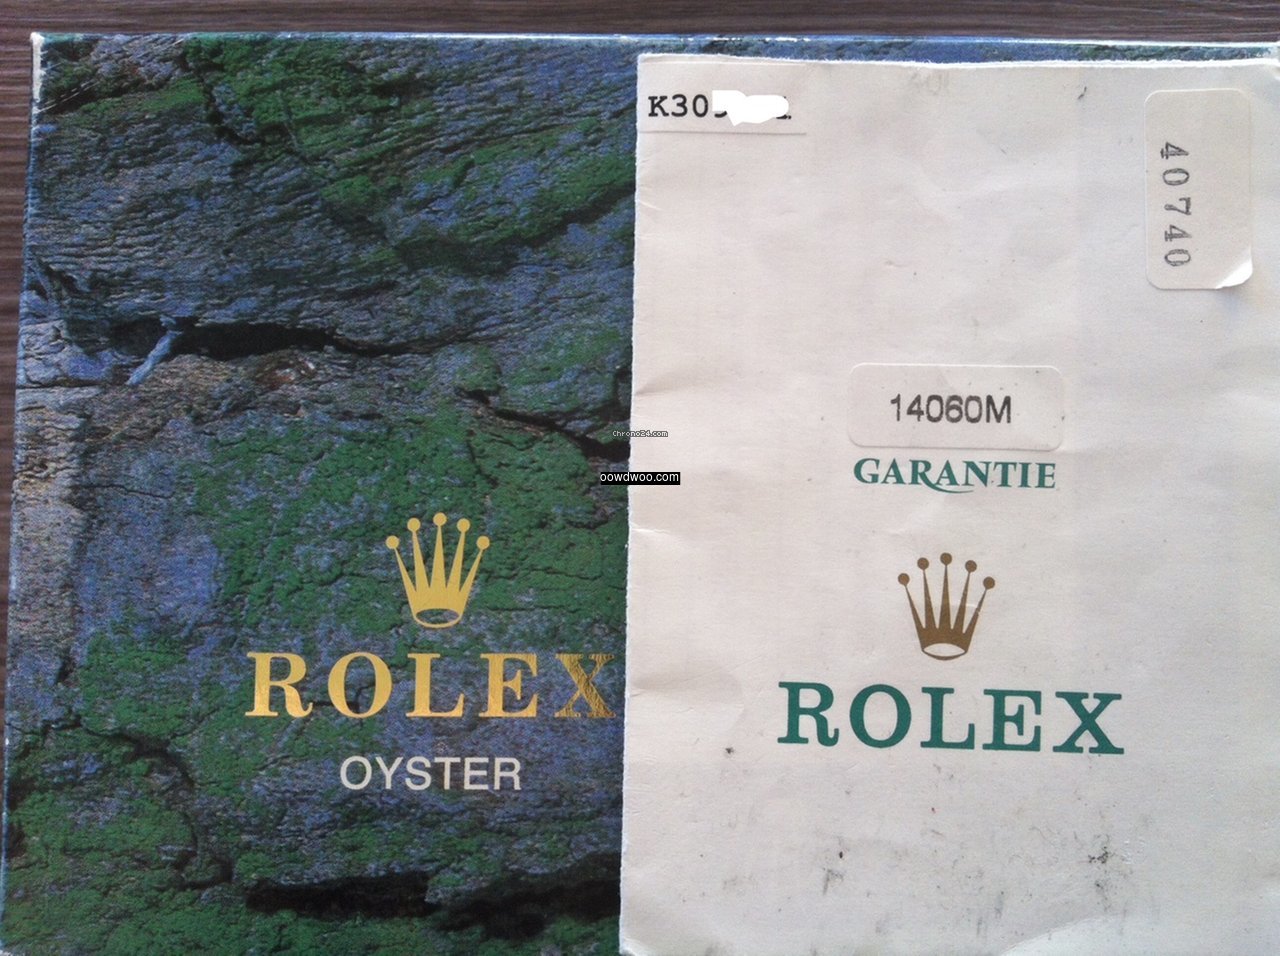 K30
40740
14060M
GARANTIE
ROLEX
Chrono24.com
oowdwoo.com
ROLEX
OYSTER